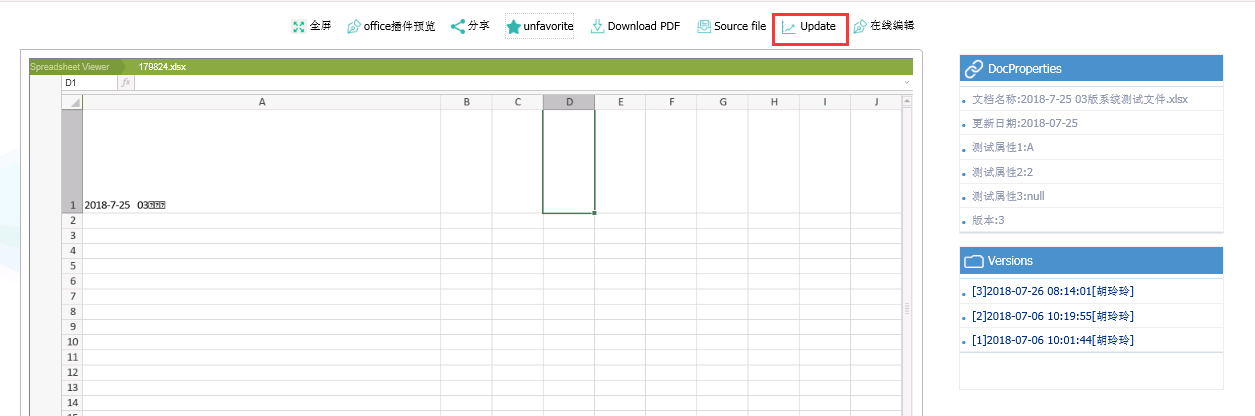 全屏 office插件预览 分享 unfavorite Download PDF Source file Update 在线编辑
Spreadsheet Viewer 179824.xlsx
D1 fx
A B C D E F G H I J
1 2018-7-25 03
2
3
4
5
6
7
8
9
10
11
12
13
14
15
DocProperties
文档名称:2018-7-25 03版系统测试文件.xlsx
更新日期:2018-07-25
测试属性1:A
测试属性2:2
测试属性3:null
版本:3
Versions
[3]2018-07-26 08:14:01[胡玲玲]
[2]2018-07-06 10:19:55[胡玲玲]
[1]2018-07-06 10:01:44[胡玲玲]